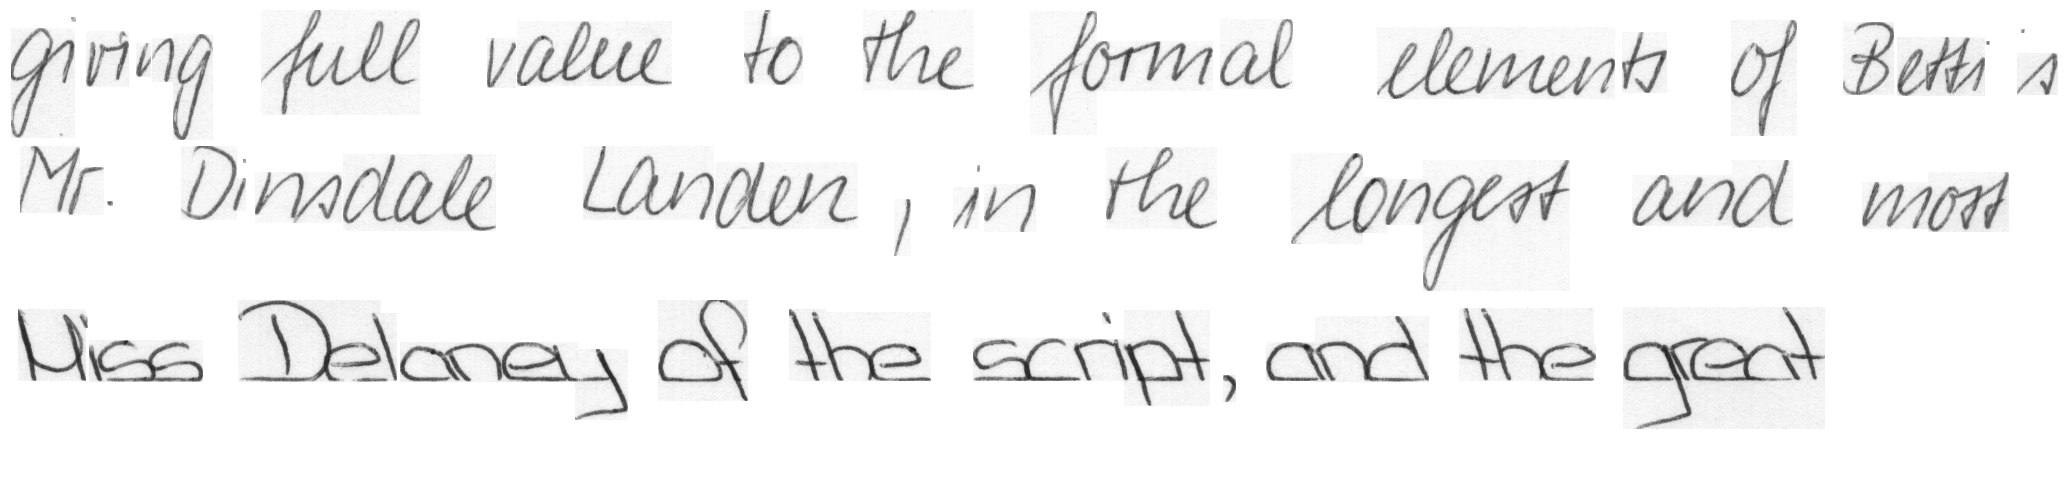 giving full value to the formal elements of Betti's
Mr. Dinsdale Landen, in the longest and most
Miss Delaney of the script, and the great